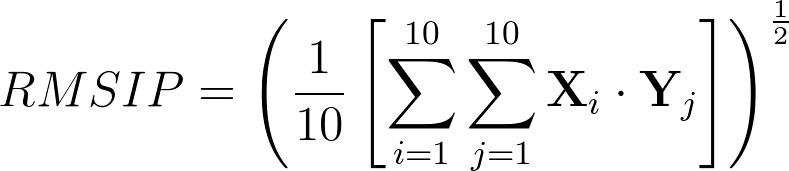 RMSIP = \left( \frac{1}{10} \left[ \sum_{i=1}^{10} \sum_{j=1}^{10} \mathbf{X}_i \cdot \mathbf{Y}_j \right] \right)^{\frac{1}{2}}